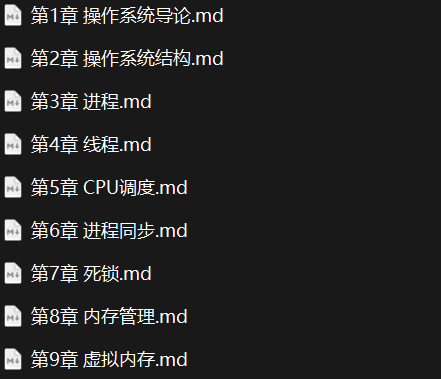 第1章 操作系统导论.md
第2章 操作系统结构.md
第3章 进程.md
第4章 线程.md
第5章 CPU调度.md
第6章 进程同步.md
第7章 死锁.md
第8章 内存管理.md
第9章 虚拟内存.md